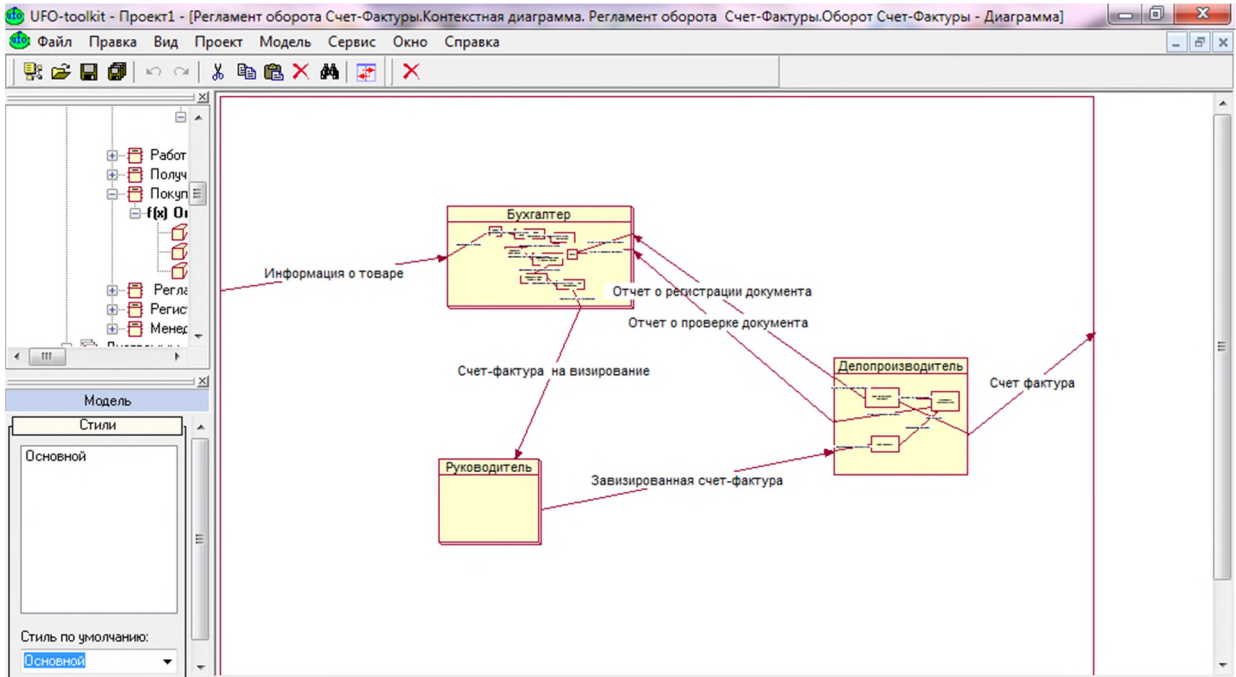 UFO-toolkit - Проект1 - [Регламент оборота Счет-Фактуры.Контекстная диаграмма. Регламент оборота  Счет-Фактуры.Оборот Счет-Фактуры - Диаграмма]
Файл Правка Вид Проект Модель Сервис Окно Справка
Работ
Получ
Покуп
f(x) Оп
Регла
Регис
Менед
Модель
Стили
Основной
Стиль по умолчанию:
Основной
Бухгалтер
Информация о товаре
Отчет о регистрации документа
Отчет о проверке документа
Счет-фактура  на визирование
Делопроизводитель
Счет фактура
Руководитель
Завизированная счет-фактура